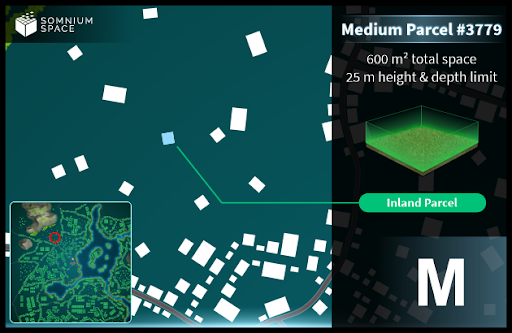 SOMNIUM
SPACE
Medium Parcel #3779
600 m² total space
25 m height & depth limit
Inland Parcel
M